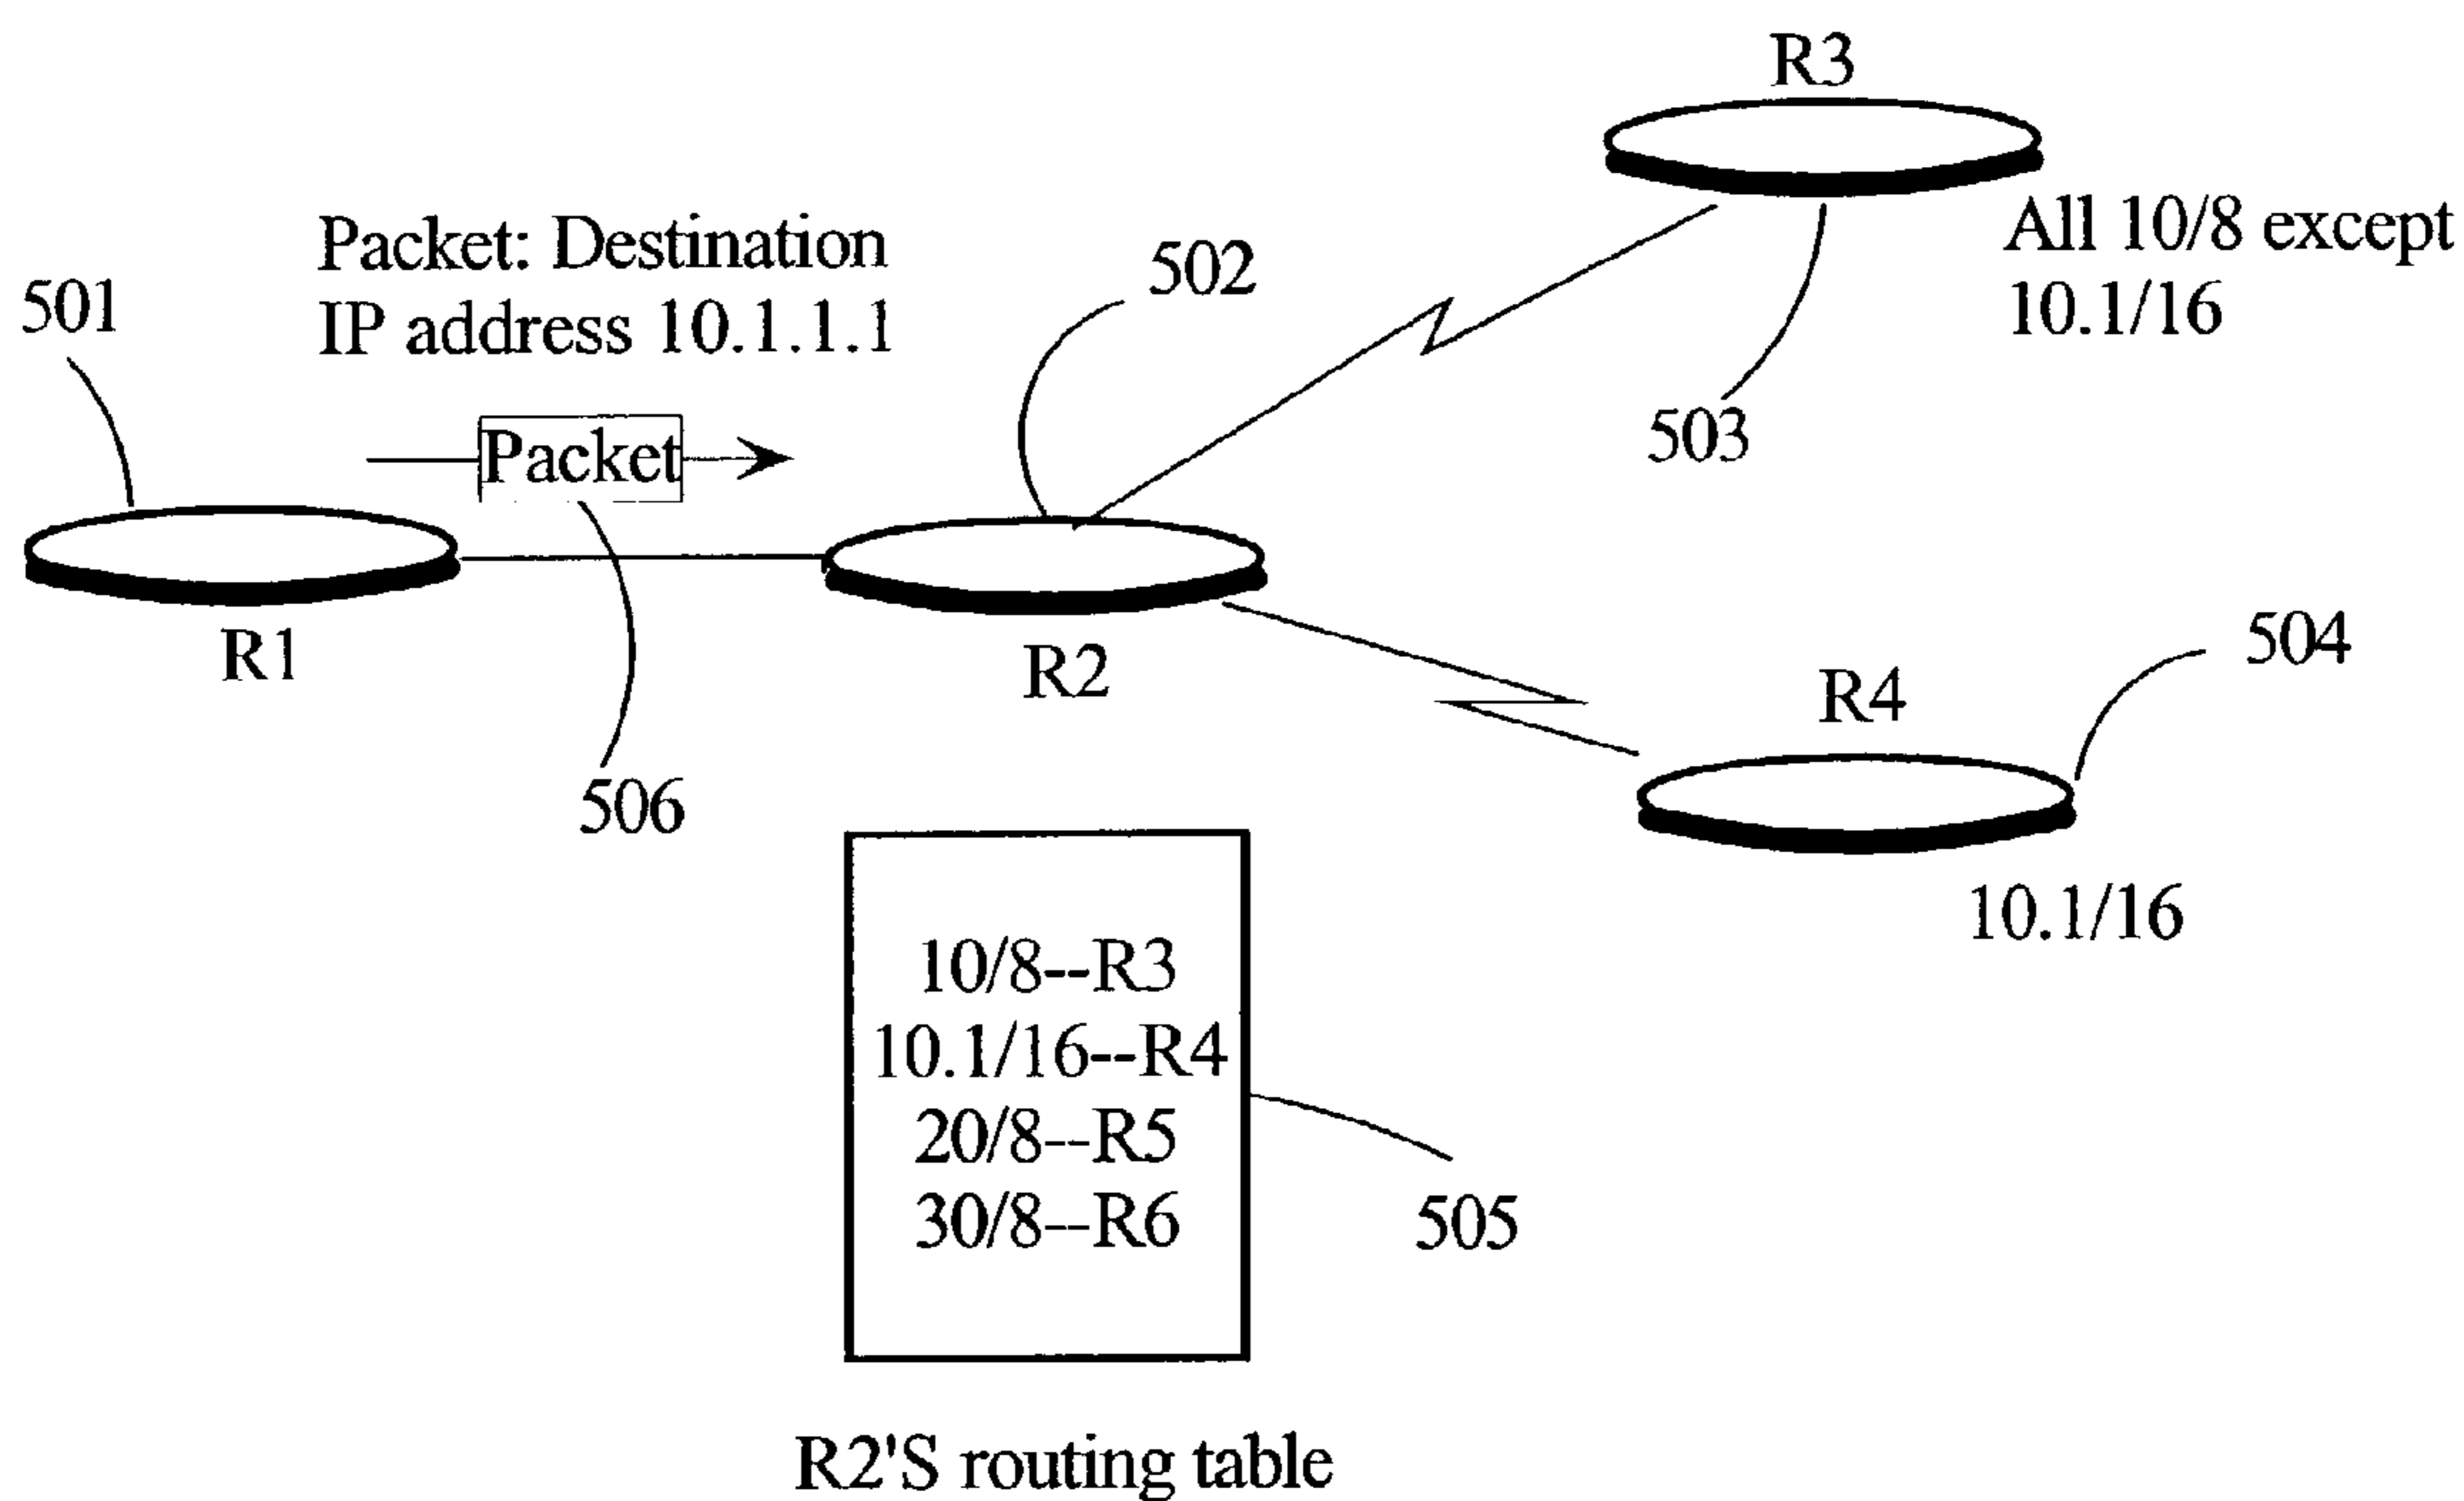 R3
All 10/8 except
10.1/16
503
Packet: Destination
IP address 10.1.1.1
501
502
Packet
R1
R2
506
504
R4
10.1/16
10/8--R3
10.1/16--R4
20/8--R5
30/8--R6
505
R2'S routing table